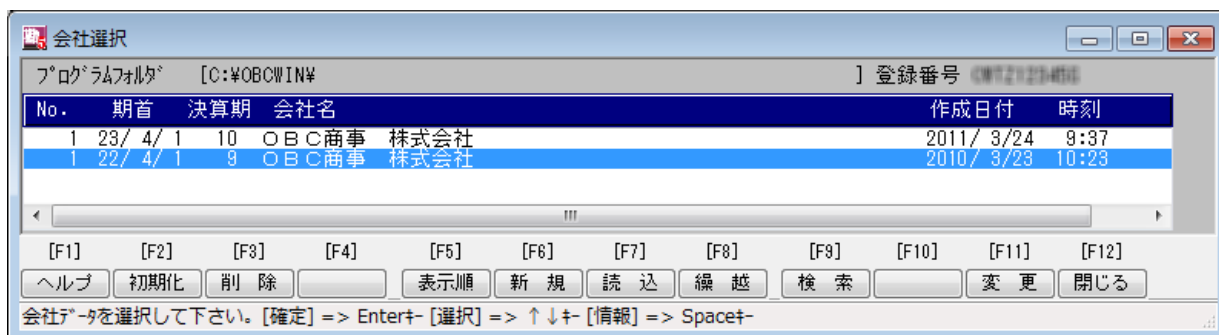 会社選択
ﾌﾟﾛｸﾞﾗﾑﾌｫﾙﾀﾞ [C:¥OBCWIN¥ ] 登録番号
No. 期首 決算期 会社名 作成日付 時刻
1 23/ 4/ 1 10 ＯＢＣ商事 株式会社 2011/ 3/24 9:37
1 22/ 4/ 1 9 ＯＢＣ商事 株式会社 2010/ 3/23 10:23
[F1] [F2] [F3] [F4] [F5] [F6] [F7] [F8] [F9] [F10] [F11] [F12]
ヘルプ 初期化 削 除 表示順 新 規 読 込 繰 越 検 索 変 更 閉じる
会社ﾃﾞｰﾀを選択して下さい。[確定] => Enterｷｰ [選択] => ↑↓ｷｰ [情報] => Spaceｷｰ